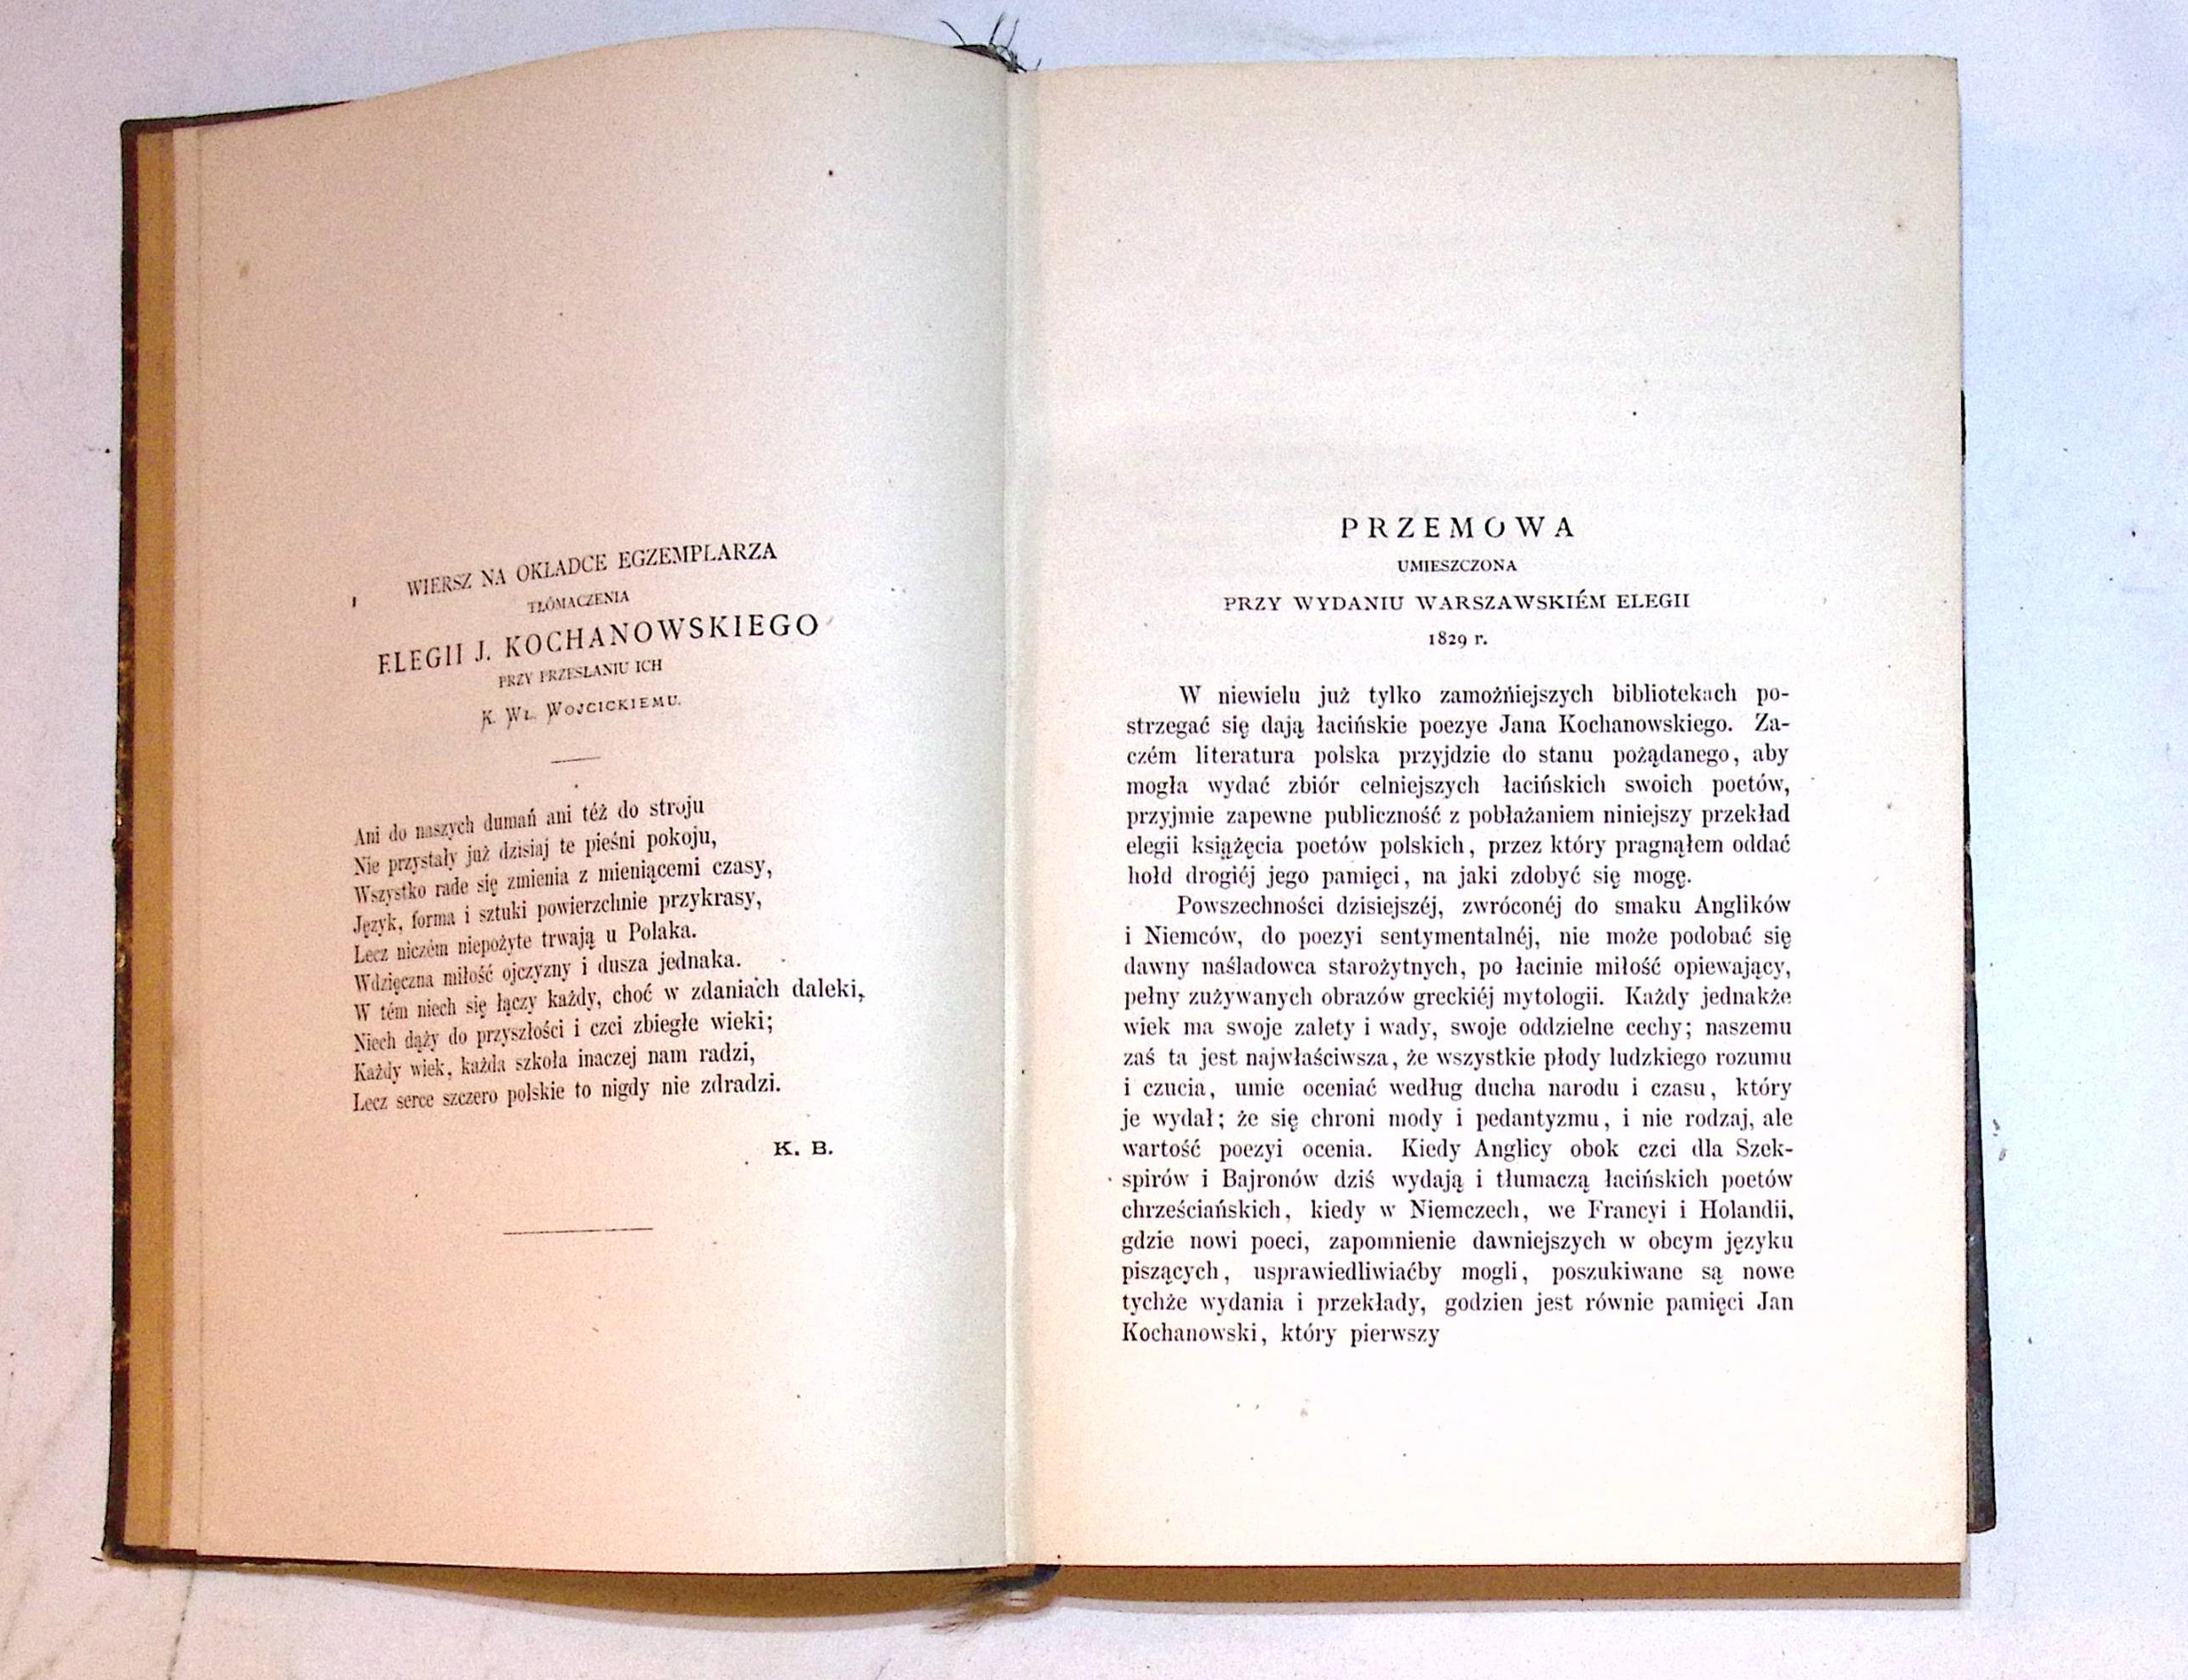 WIERSZ NA OKŁADCE EGZEMPLARZA
TŁÓMACZENIA
ELEGII J. KOCHANOWSKIEGO
PRZY PRZESŁANIU ICH
K. WŁ. WOJCICKIEMU.
Ani do naszych dumań ani téż do stroju
Nie przystały już dzisiaj te pieśni pokoju,
Wszystko rade się zmienia z mieniącemi czasy,
Język, forma i sztuki powierzchnie przykrasy,
Lecz niczém niepożyte trwają u Polaka.
Wdzięczna miłość ojczyzny i dusza jednaka.
W tém niech się łączy każdy, choć w zdaniach daleki,
Niech dąży do przyszłości i czci zbiegłe wieki;
Każdy wiek, każda szkoła inaczej nam radzi,
Lecz serce szczero polskie to nigdy nie zdradzi.
K. B.
PRZEMOWA
UMIESZCZONA
PRZY WYDANIU WARSZAWSKIÉM ELEGII
1829 r.
W niewielu już tylko zamożniejszych bibliotekach po-
strzegać się dają łacińskie poezye Jana Kochanowskiego. Za-
czém literatura polska przyjdzie do stanu pożądanego, aby
mogła wydać zbiór celniejszych łacińskich swoich poetów,
przyjmie zapewne publiczność z pobłażaniem niniejszy przekład
elegii książęcia poetów polskich, przez który pragnąłem oddać
hołd drogiéj jego pamięci, na jaki zdobyć się mogę.
Powszechności dzisiejszéj, zwróconéj do smaku Anglików
i Niemców, do poezyi sentymentalnéj, nie może podobać się
dawny naśladowca starożytnych, po łacinie miłość opiewający,
pełny zużywanych obrazów greckiéj mytologii. Każdy jednakże
wiek ma swoje zalety i wady, swoje oddzielne cechy; naszemu
zaś ta jest najwłaściwsza, że wszystkie płody ludzkiego rozumu
i czucia, umie oceniać według ducha narodu i czasu, który
je wydał; że się chroni mody i pedantyzmu, i nie rodzaj, ale
wartość poezyi ocenia. Kiedy Anglicy obok czci dla Szek-
spirów i Bajronów dziś wydają i tłumaczą łacińskich poetów
chrześciańskich, kiedy w Niemczech, we Francyi i Holandii,
gdzie nowi poeci, zapomnienie dawniejszych w obcym języku
piszących, usprawiedliwiaćby mogli, poszukiwane są nowe
tychże wydania i przekłady, godzien jest równie pamięci Jan
Kochanowski, który pierwszy